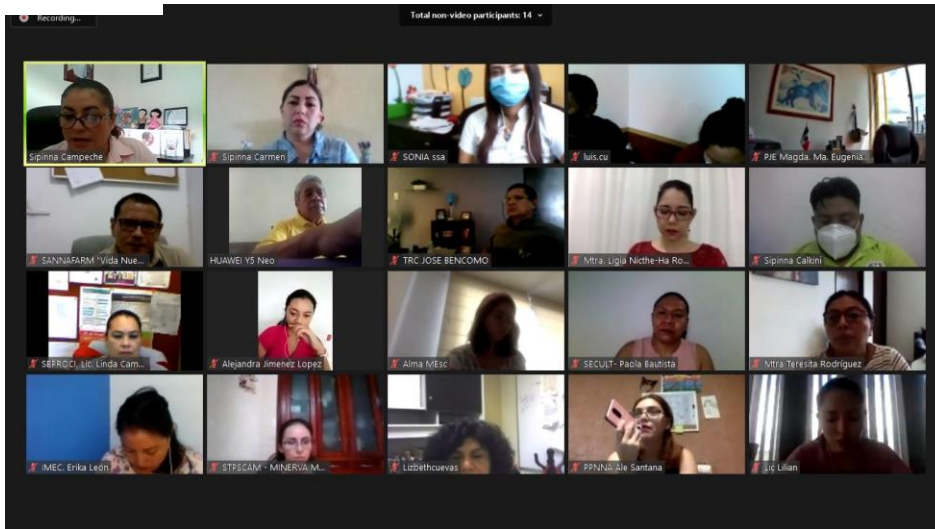 Recording...
Total non-video participants: 14
Sipinna Campeche
Sipinna Carmen
SONIA ssa
luis.cu
PJE Magda. Ma. Eugenia.
SANNAFARM "Vida Nue...
HUAWEI Y5 Neo
TRC JOSE BENCOMO
Mtra. Ligia Nicthe-Ha Ro...
Sipinna Calkini
SEPROCI, Lic. Linda Cam...
Alejandra Jimenez Lopez
Alma MEsc
SECULT- Paola Bautista
Mtra Teresita Rodríguez
IMEC. Erika León
STPSCAM - MINERVA M...
Lizbethcuevas
PPNNA Ale Santana
Lic Lilian